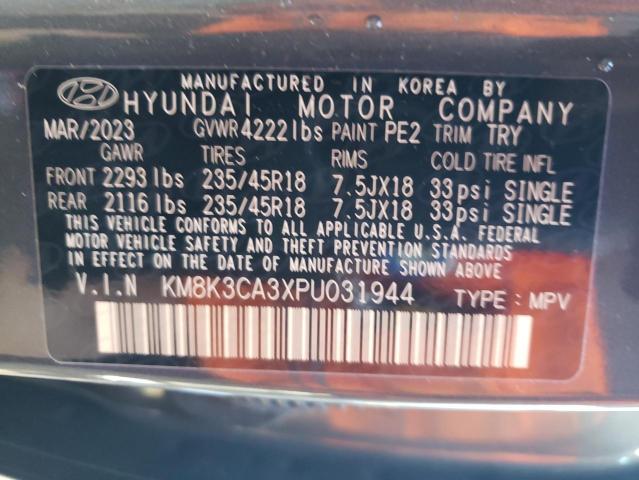 MANUFACTURED IN KOREA BY
HYUNDAI MOTOR COMPANY
MAR/2023 GVWR 4222 lbs PAINT PE2 TRIM TRY
GAWR TIRES RIMS COLD TIRE INFL
FRONT 2293 lbs 235/45R18 7.5JX18 33psi SINGLE
REAR 2116 lbs 235/45R18 7.5JX18 33psi SINGLE
THIS VEHICLE CONFORMS TO ALL APPLICABLE U.S.A. FEDERAL
MOTOR VEHICLE SAFETY AND THEFT PREVENTION STANDARDS
IN EFFECT ON THE DATE OF MANUFACTURE SHOWN ABOVE
V.I.N KM8K3CA3XPU031944 TYPE : MPV